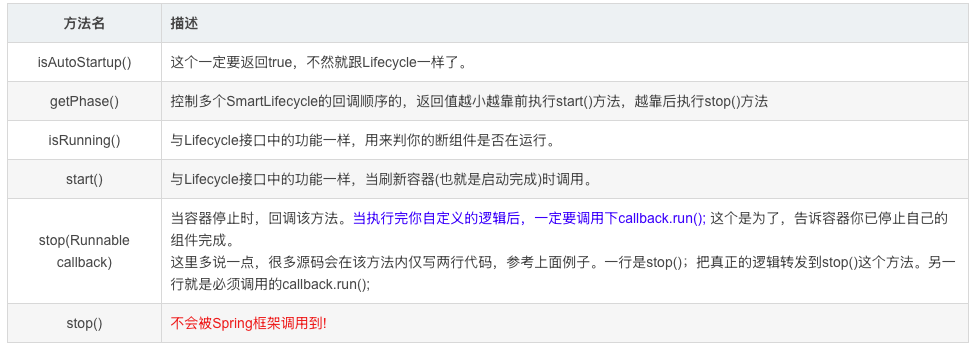 方法名 描述
isAutoStartup() 这个一定要返回true，不然就跟Lifecycle一样了。
getPhase() 控制多个SmartLifecycle的回调顺序的，返回值越小越靠前执行start()方法，越靠后执行stop()方法
isRunning() 与Lifecycle接口中的功能一样，用来判你的断组件是否在运行。
start() 与Lifecycle接口中的功能一样，当刷新容器(也就是启动完成)时调用。
stop(Runnable
callback)
当容器停止时，回调该方法。当执行完你自定义的逻辑后，一定要调用下callback.run(); 这个是为了，告诉容器你已停止自己的
组件完成。
这里多说一点，很多源码会在该方法内仅写两行代码，参考上面例子。一行是stop()；把真正的逻辑转发到stop()这个方法。另一
行就是必须调用的callback.run();
stop() 不会被Spring框架调用到!